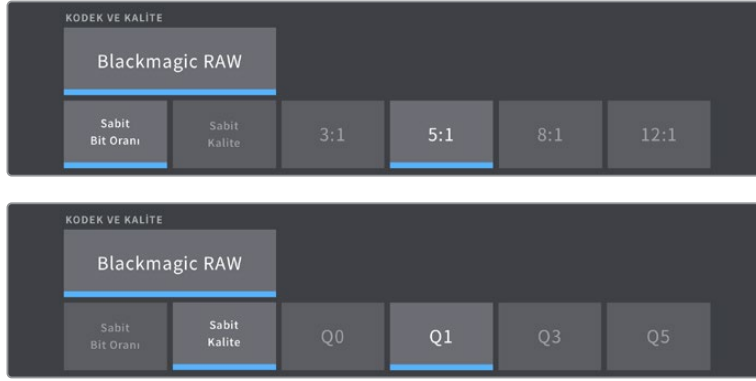 KODEK VE KALİTE
Blackmagic RAW
Sabit
Bit Oranı
Sabit
Kalite
3:1
5:1
8:1
12:1
KODEK VE KALİTE
Blackmagic RAW
Sabit
Bit Oranı
Sabit
Kalite
Q0
Q1
Q3
Q5